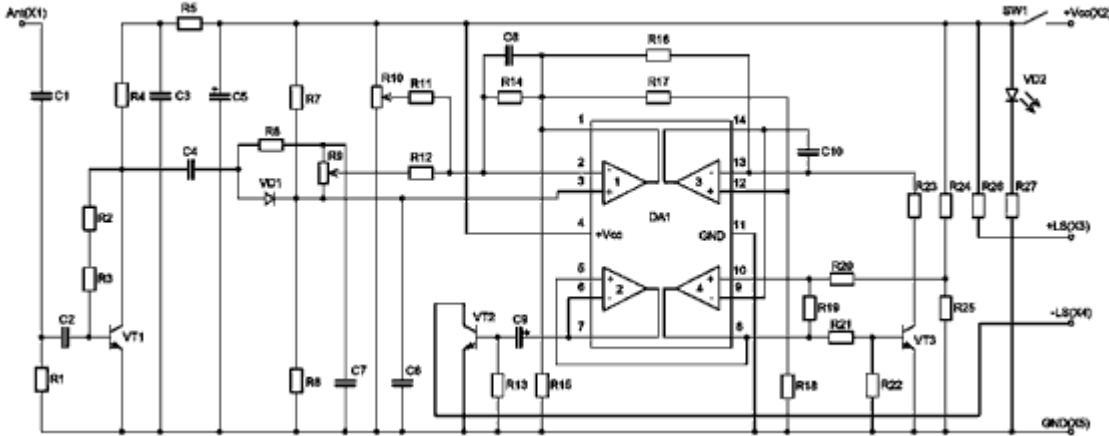 Ant(X1)
R5
SW1
+Vcc(X2)
C8
R16
VD2
C1
R4
C3
C5
R7
R10
R11
R14
R17
1
14
C4
R8
R9
R12
2
13
C10
VD1
3
1
3
12
R23
R24
R26
R27
DA1
R2
4
+Vcc
GND
11
+LS(X3)
R3
5
10
R20
6
2
4
9
R19
R25
-LS(X4)
C2
VT1
VT2
C9
7
8
R21
VT3
R1
R6
C7
C6
R13
R15
R18
R22
GND(X5)